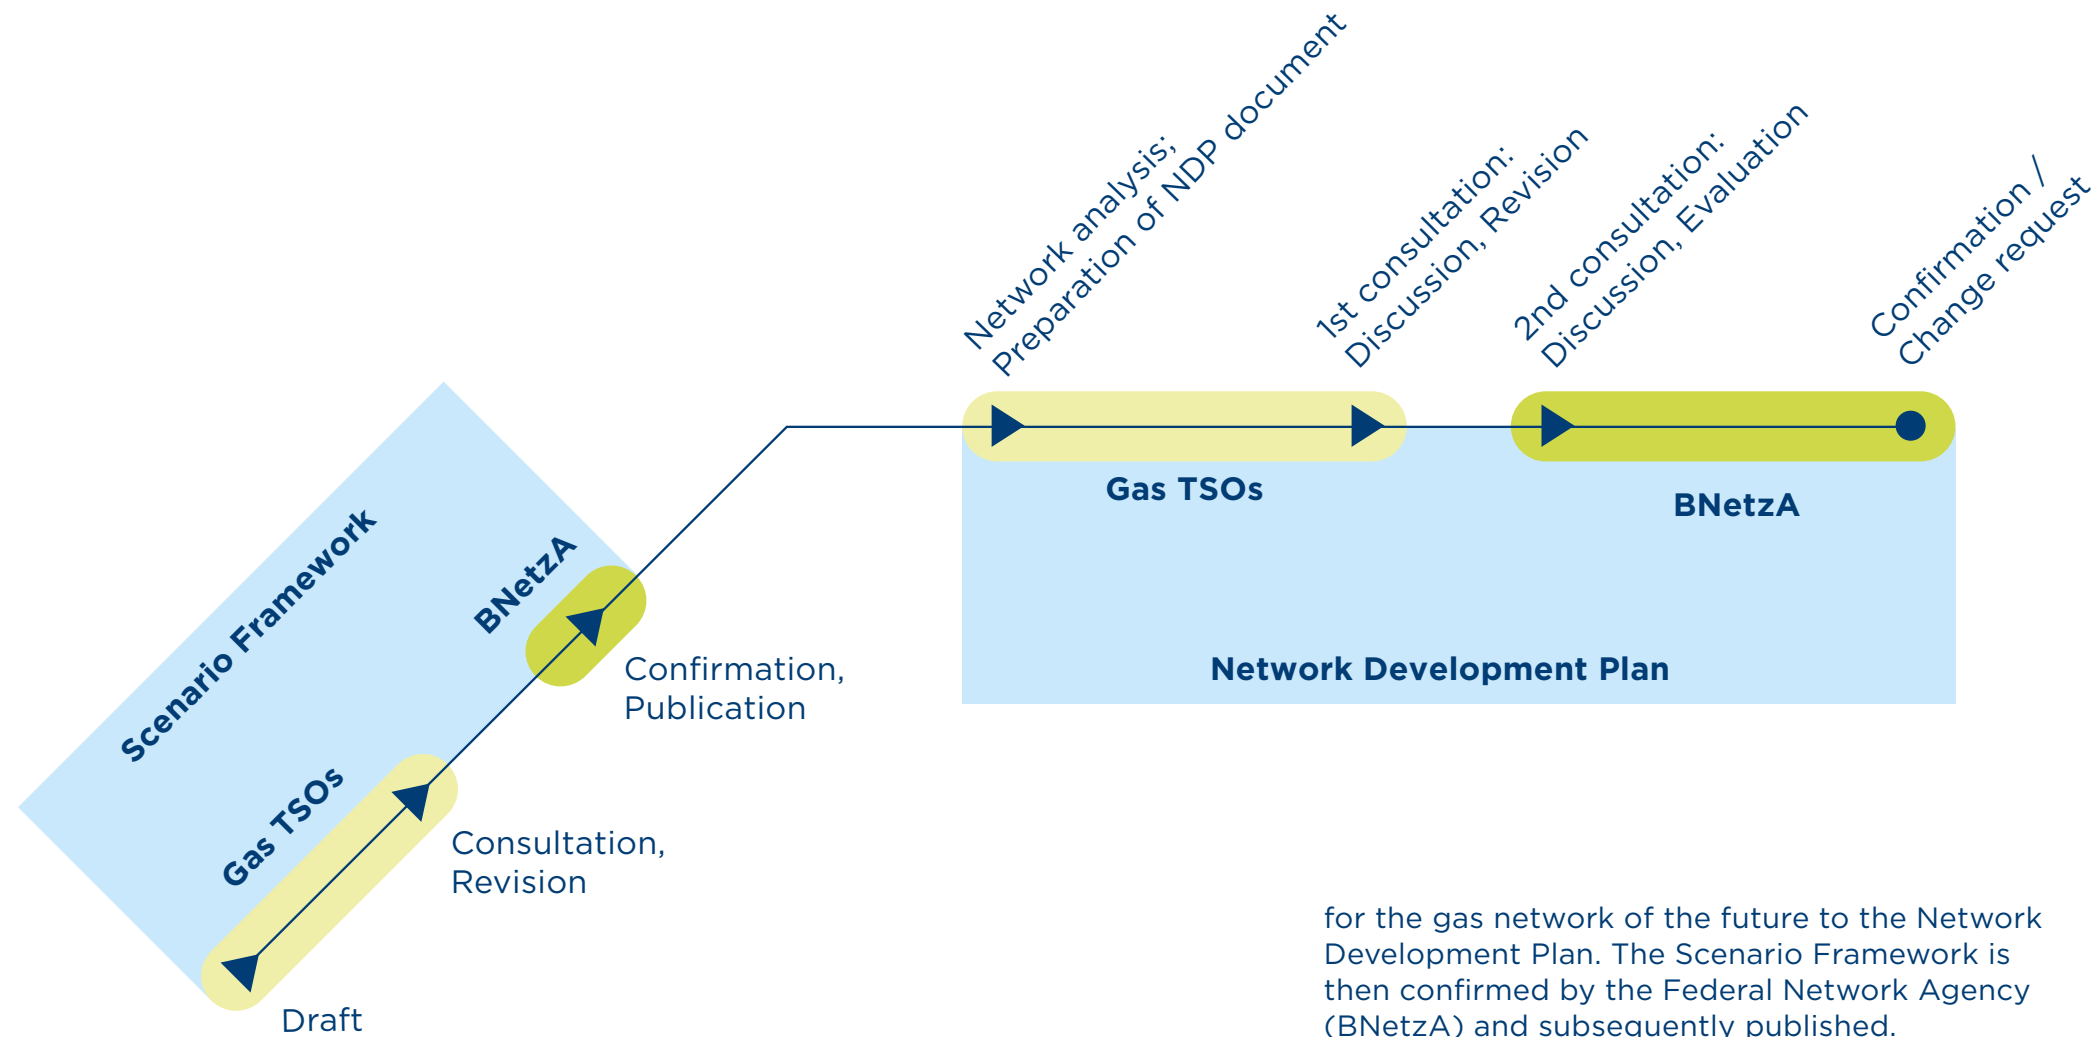 Scenario Framework
Gas TSOs
Draft
Consultation,
Revision
BNetzA
Confirmation,
Publication
Network analysis;
Preparation of NDP document
1st consultation:
Discussion, Revision
2nd consultation:
Discussion, Evaluation
Confirmation /
Change request
Gas TSOs
BNetzA
Network Development Plan
for the gas network of the future to the Network
Development Plan. The Scenario Framework is
then confirmed by the Federal Network Agency
(BNetzA) and subsequently published.